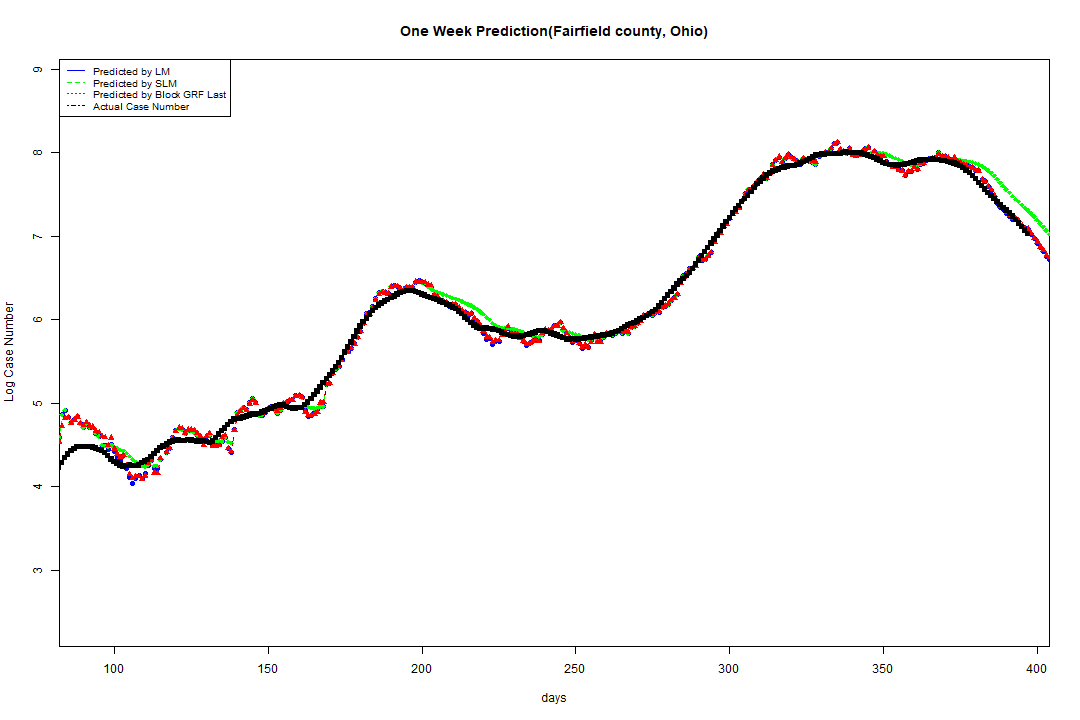 One Week Prediction(Fairfield county, Ohio)
Predicted by LM
Predicted by SLM
Predicted by Block GRF Last
Actual Case Number
9
8
7
6
5
4
3
Log Case Number
100 150 200 250 300 350 400
days